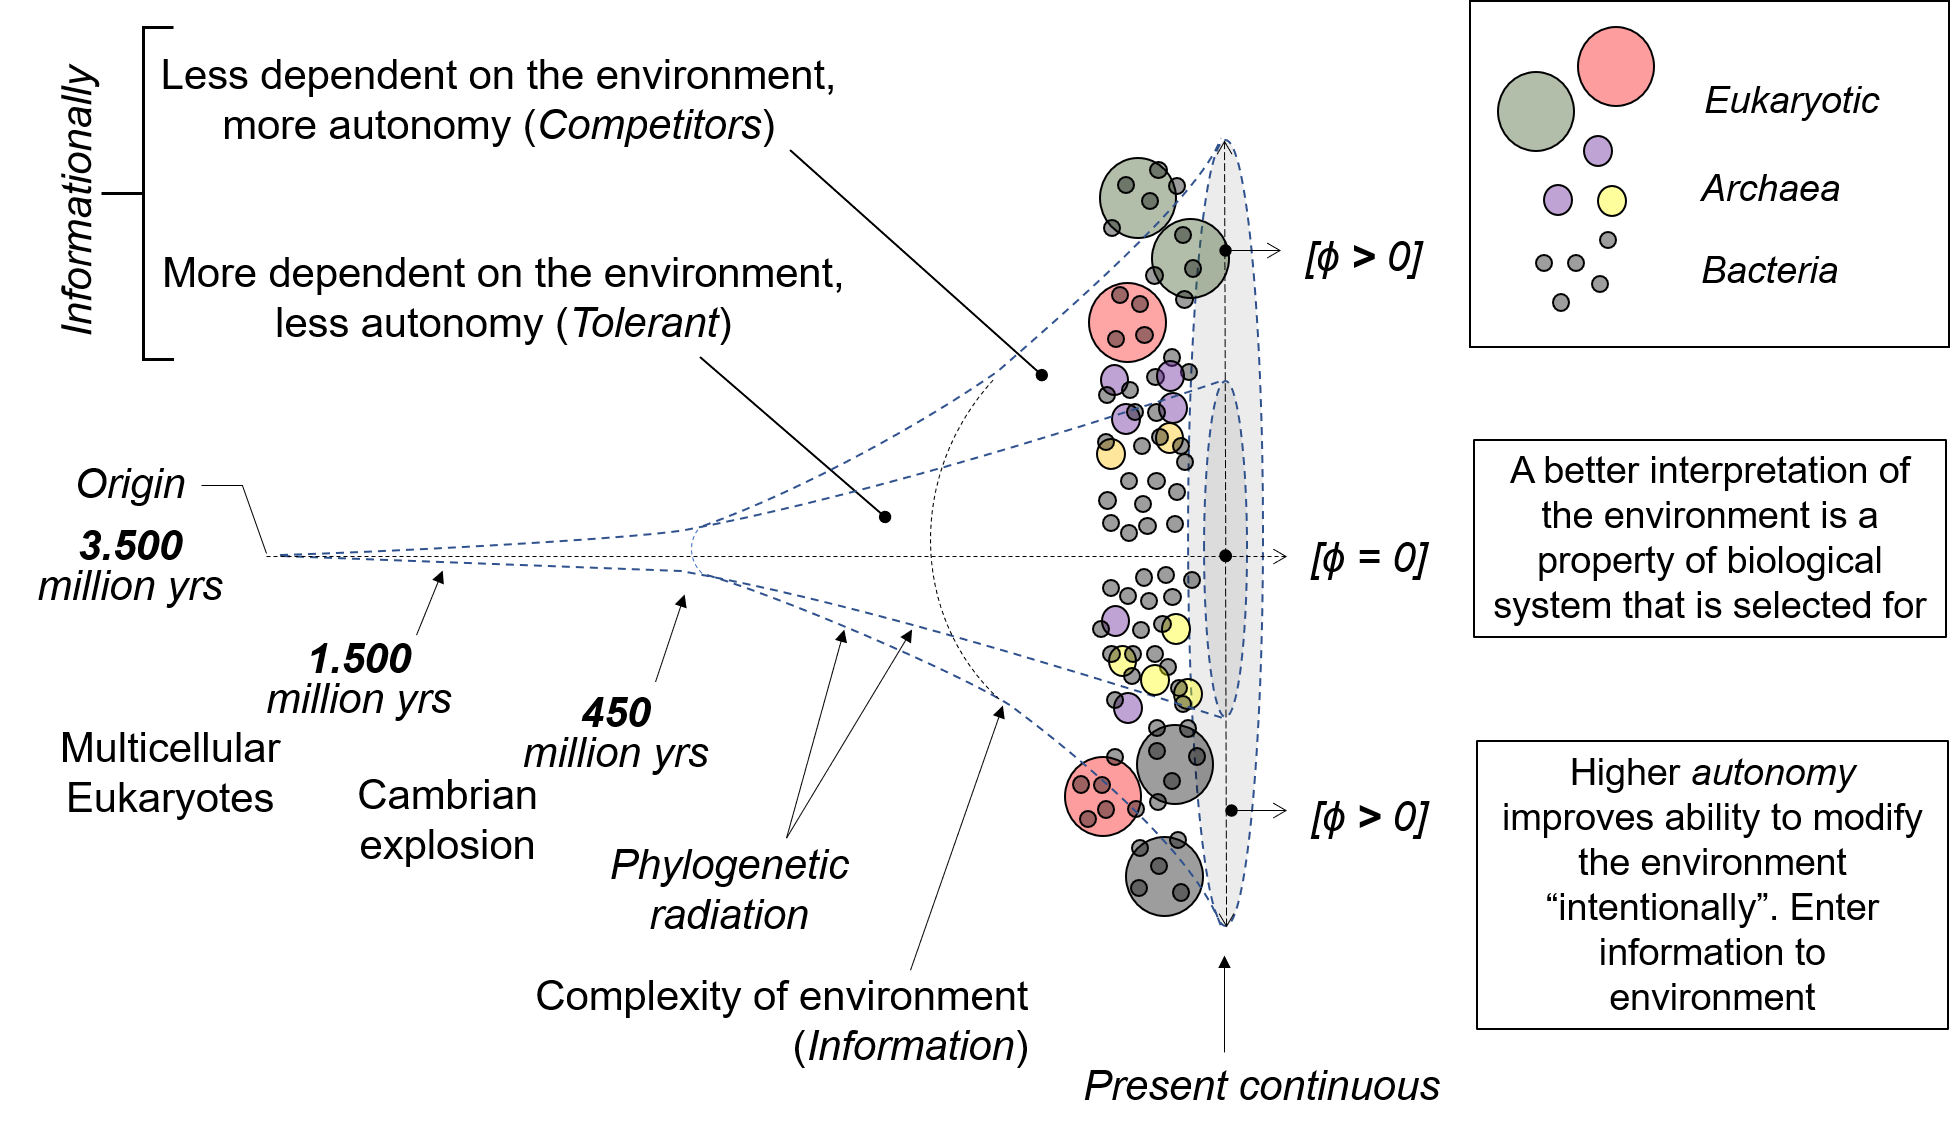 Informationally
Less dependent on the environment,
more autonomy (Competitors)
More dependent on the environment,
less autonomy (Tolerant)
Origin
3.500
million yrs
1.500
million yrs
Multicellular
Eukaryotes
450
million yrs
Cambrian
explosion
Phylogenetic
radiation
Complexity of environment
(Information)
Present continuous
[ϕ > 0]
[ϕ = 0]
[ϕ > 0]
Eukaryotic
Archaea
Bacteria
A better interpretation of
the environment is a
property of biological
system that is selected for
Higher autonomy
improves ability to modify
the environment
“intentionally”. Enter
information to
environment